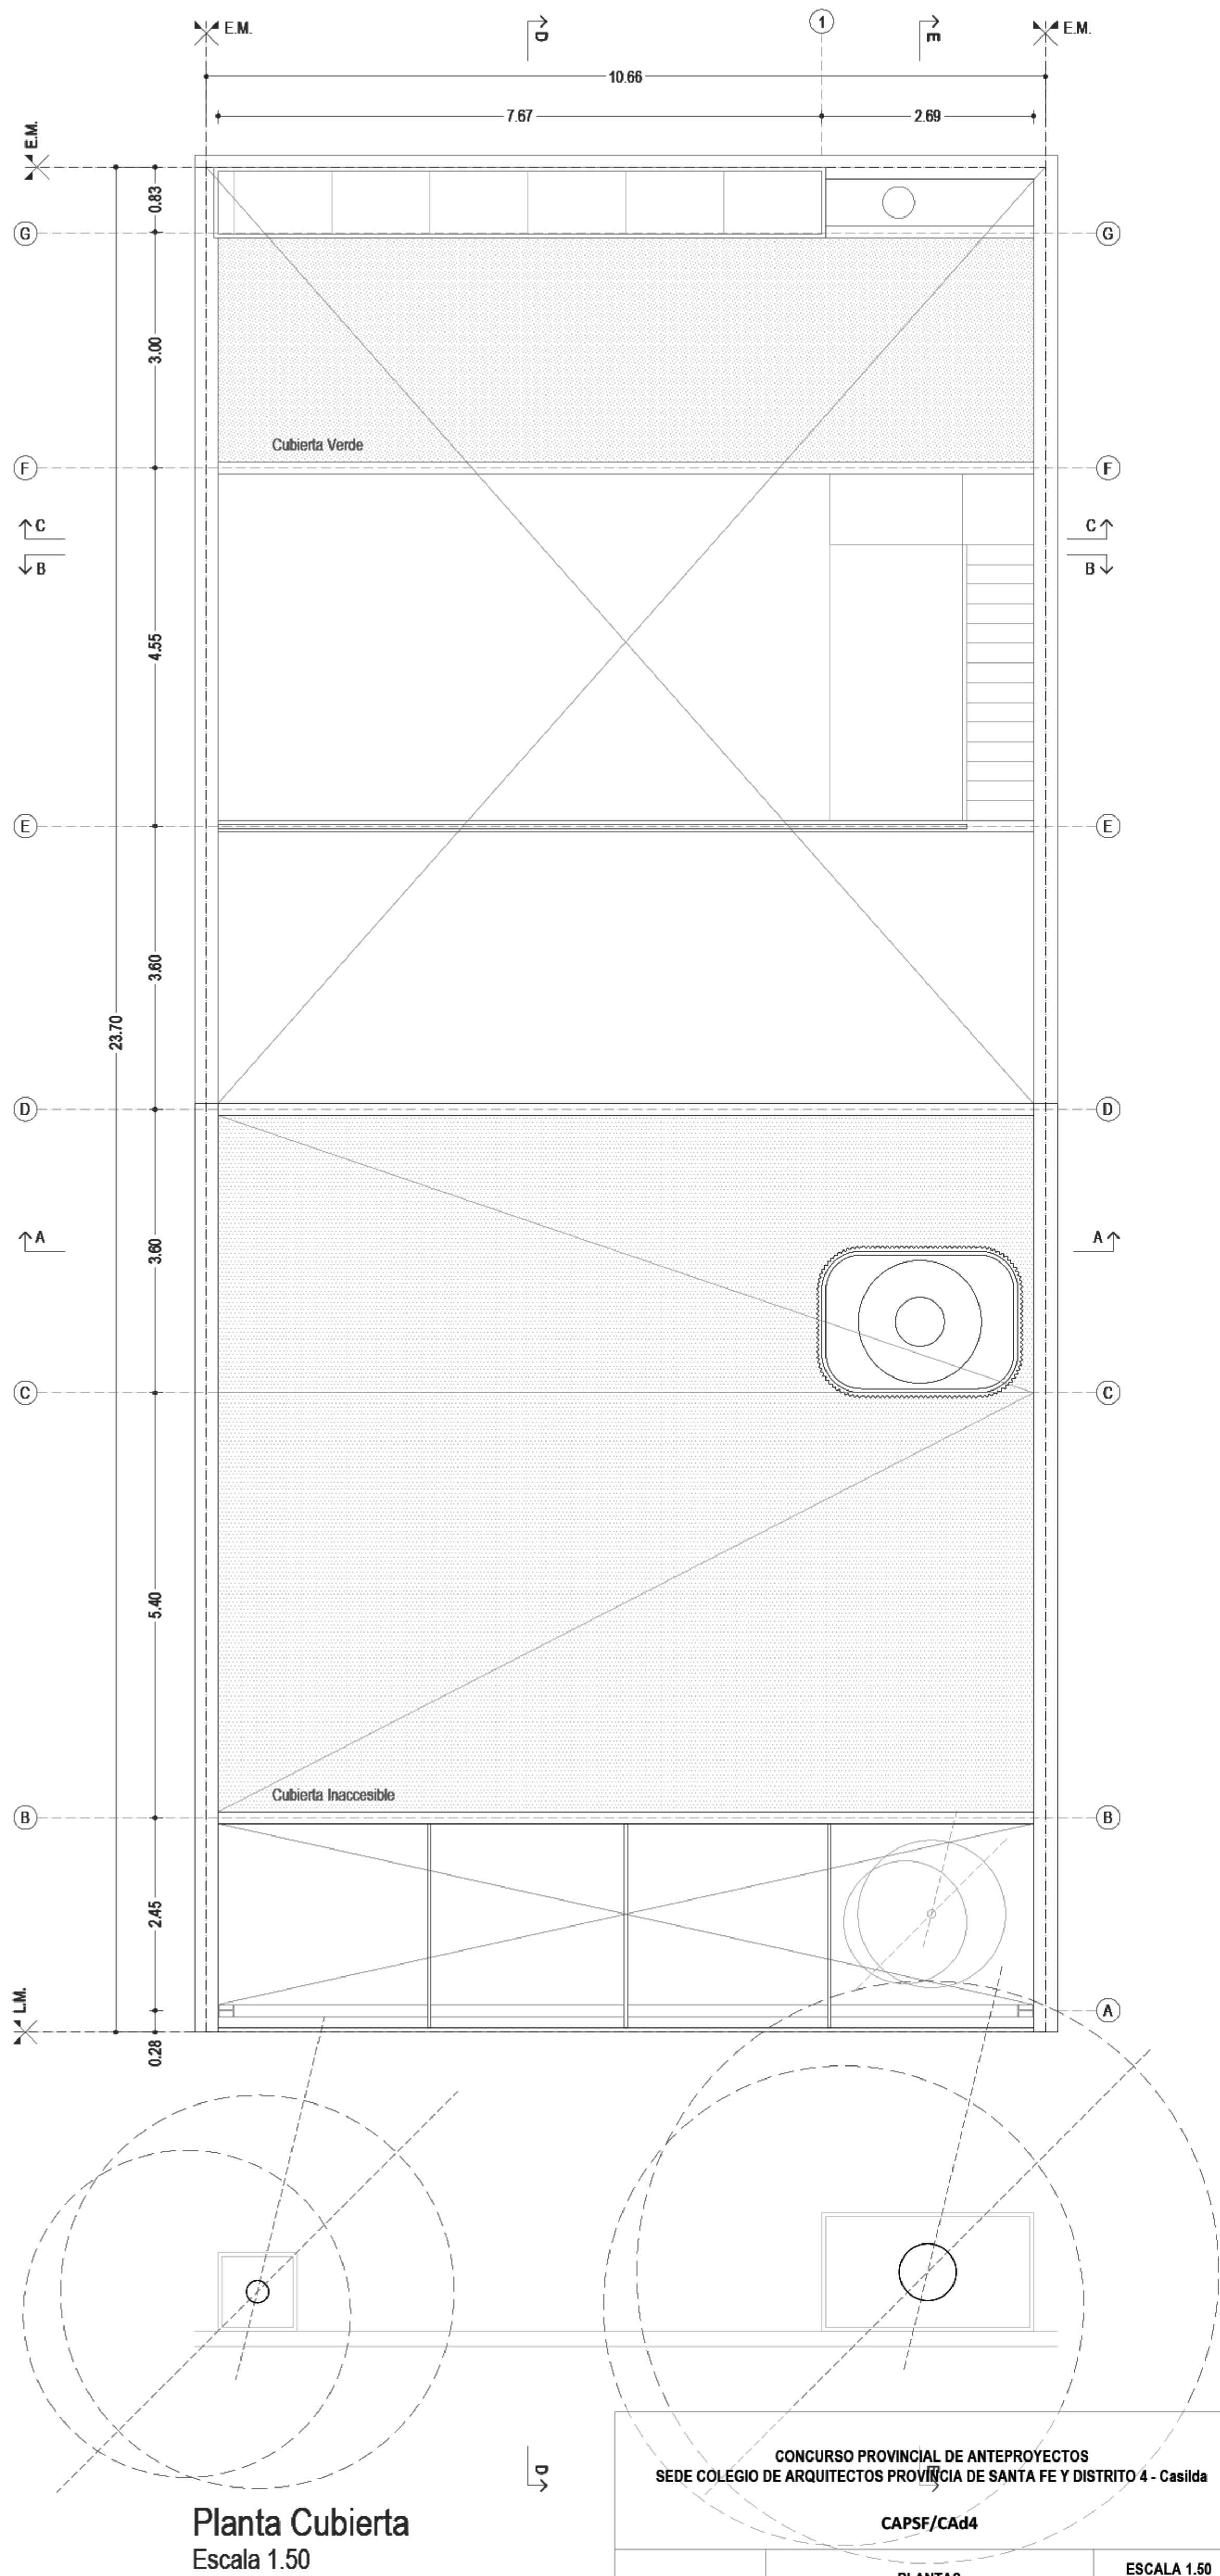 E.M.
D
1
E
E.M.
10.66
7.67
2.69
E.M.
0.83
G
G
3.00
Cubierta Verde
F
F
C
C
B
B
4.55
E
E
3.60
23.70
D
D
A
A
3.60
C
C
5.40
Cubierta Inaccesible
B
B
2.45
L.M.
A
0.28
CONCURSO PROVINCIAL DE ANTEPROYECTOS
D
SEDE COLEGIO DE ARQUITECTOS PROVINCIA DE SANTA FE Y DISTRITO 4 - Casilda
E
CAPSF/CAd4
Planta Cubierta
Escala 1.50
PLANTAS
ESCALA 1.50